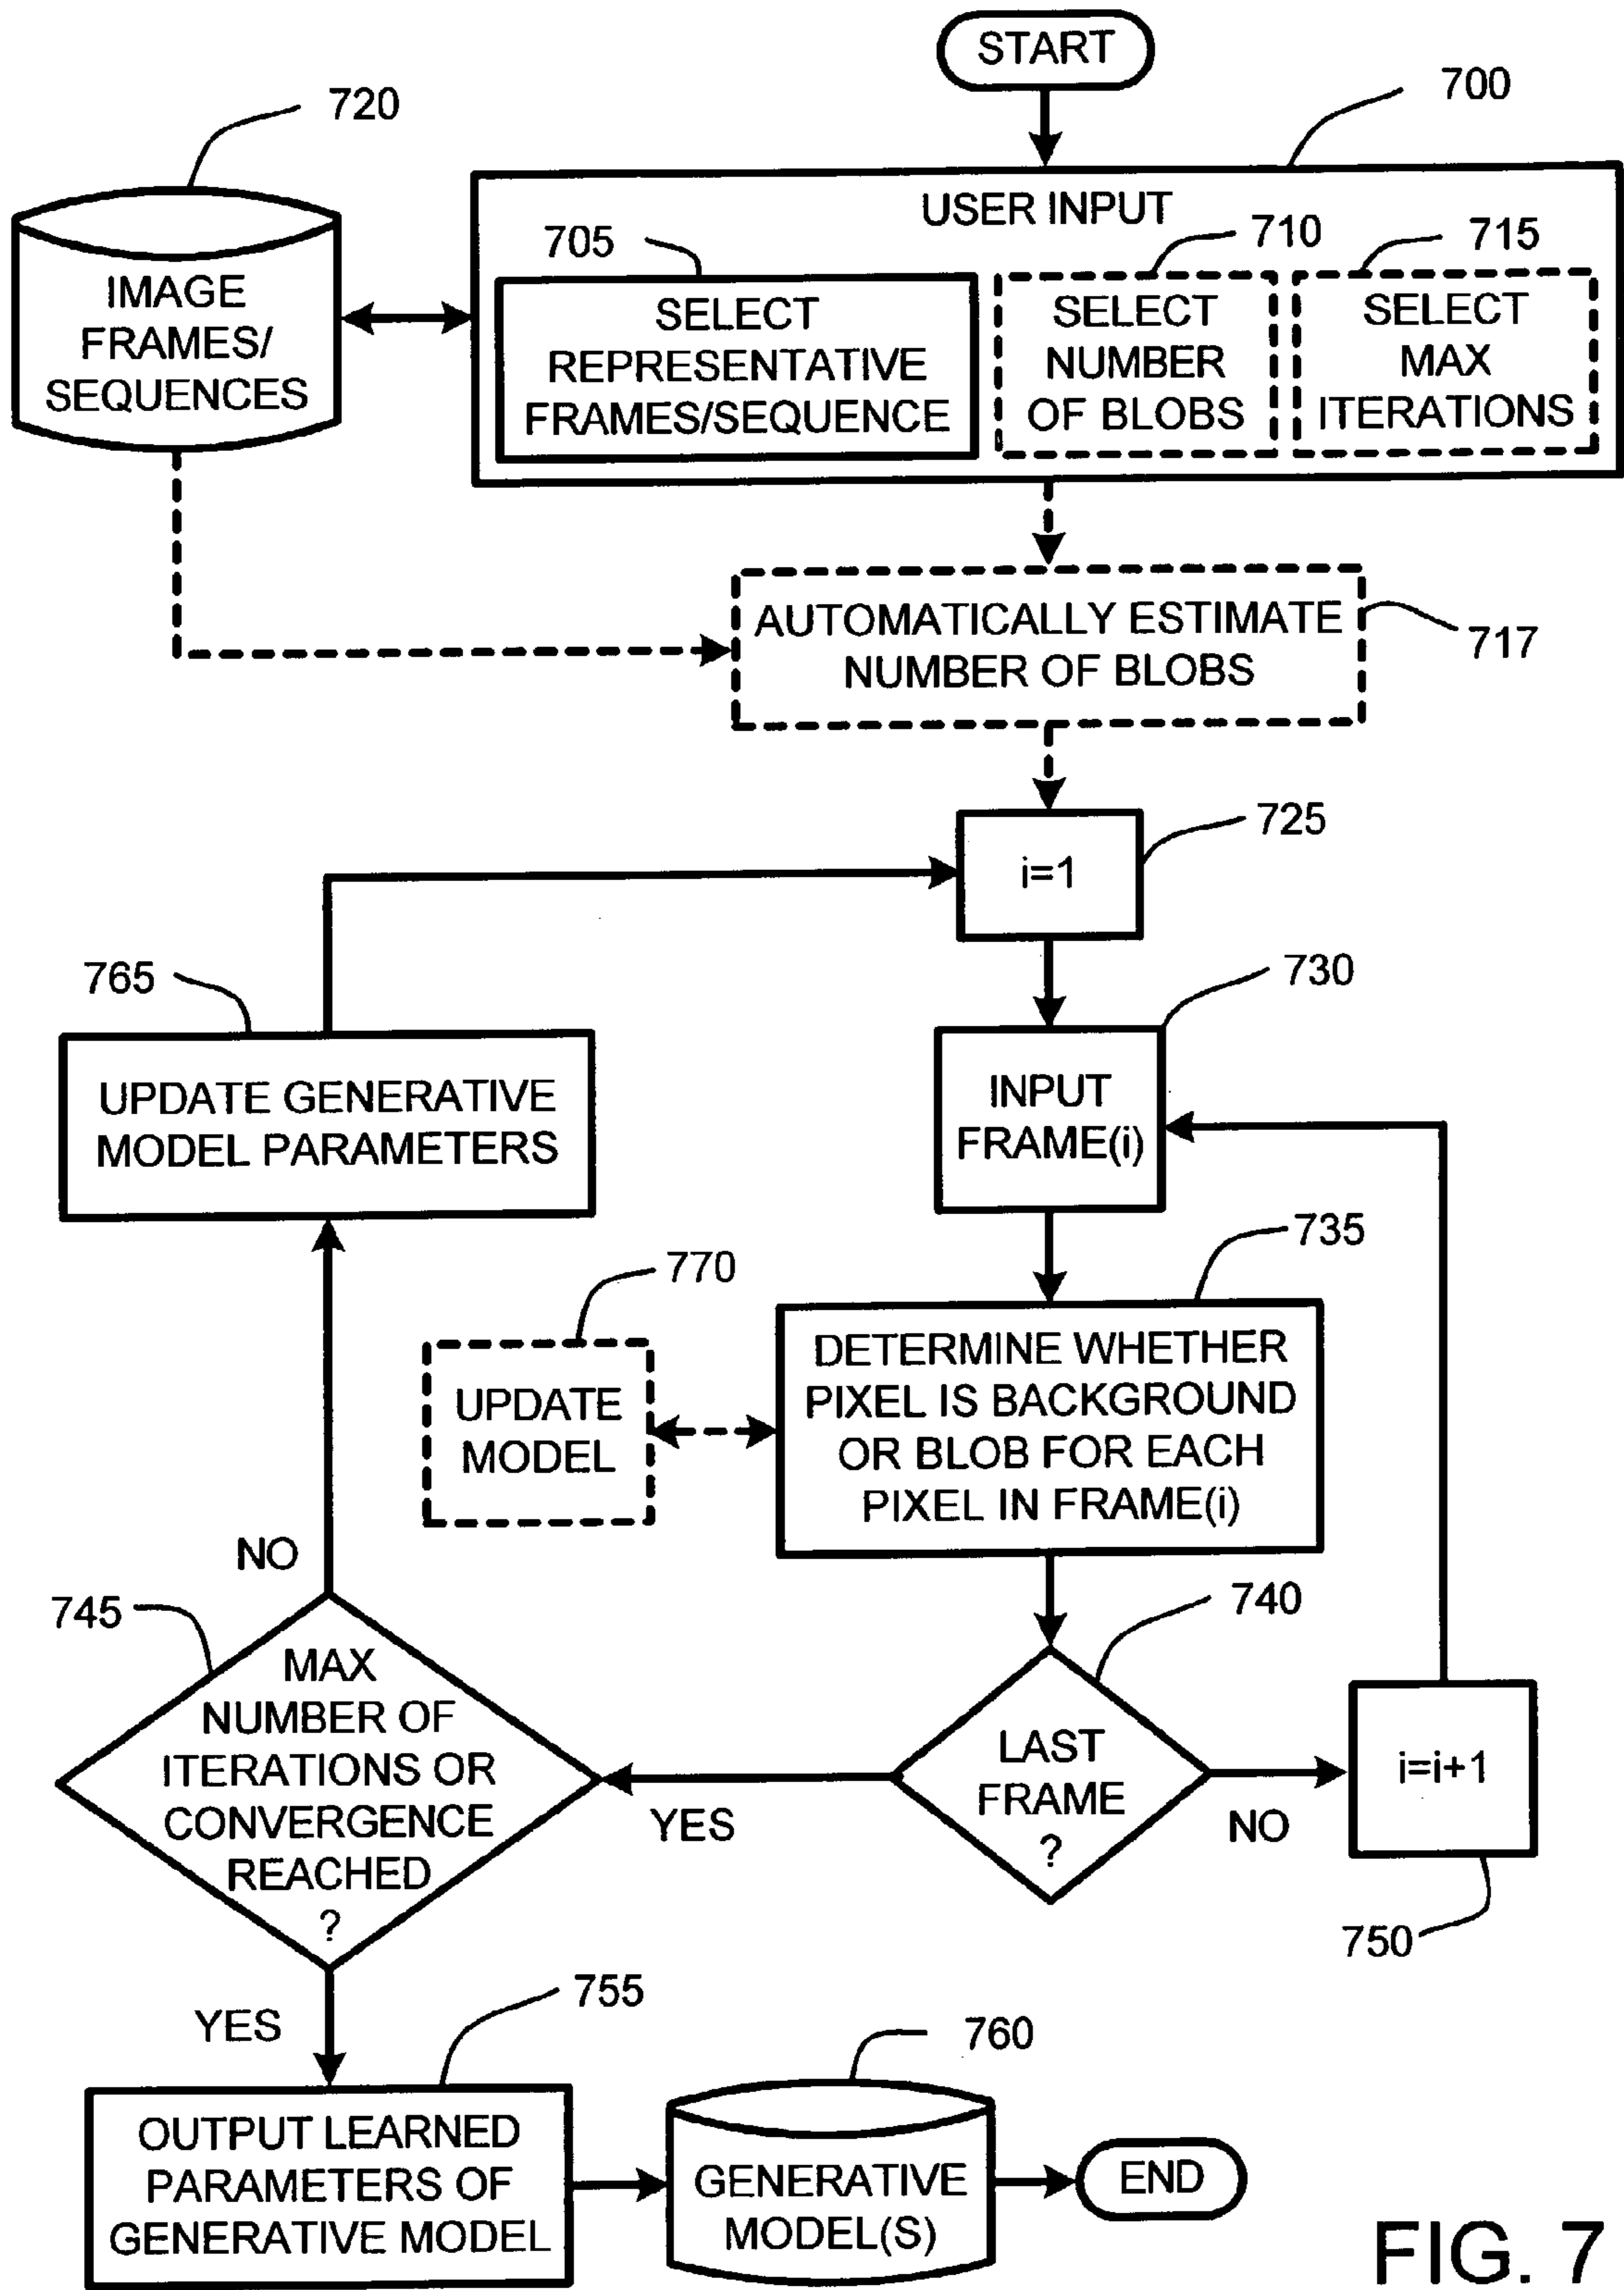 START
700
720
USER INPUT
705
710
715
IMAGE
FRAMES/
SEQUENCES
SELECT
REPRESENTATIVE
FRAMES/SEQUENCE
SELECT
NUMBER
OF BLOBS
SELECT
MAX
ITERATIONS
AUTOMATICALLY ESTIMATE
NUMBER OF BLOBS
717
i=1
725
765
730
UPDATE GENERATIVE
MODEL PARAMETERS
INPUT
FRAME(i)
770
735
UPDATE
MODEL
DETERMINE WHETHER
PIXEL IS BACKGROUND
OR BLOB FOR EACH
PIXEL IN FRAME(i)
NO
745
740
MAX
NUMBER OF
ITERATIONS OR
CONVERGENCE
REACHED
?
YES
LAST
FRAME
?
NO
i=i+1
750
YES
755
760
OUTPUT LEARNED
PARAMETERS OF
GENERATIVE MODEL
GENERATIVE
MODEL(S)
END
FIG. 7